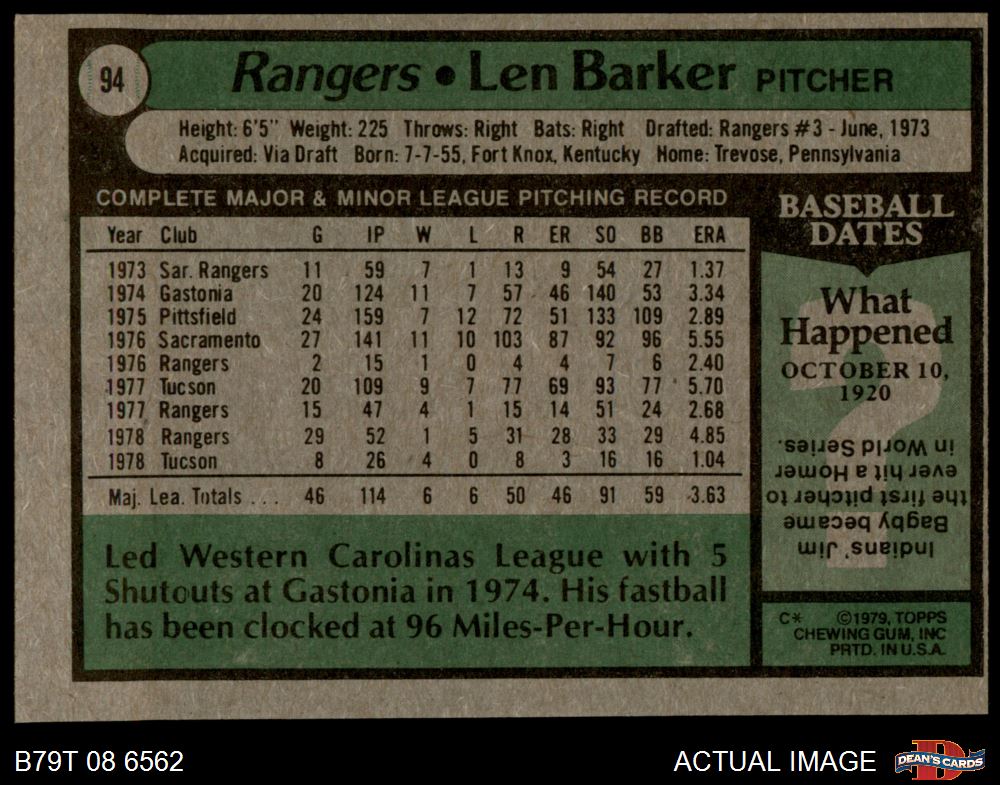 94
Rangers • Len Barker PITCHER
Height: 6'5" Weight: 225 Throws: Right Bats: Right Drafted: Rangers #3 - June, 1973
Acquired: Via Draft Born: 7-7-55, Fort Knox, Kentucky Home: Trevose, Pennsylvania
COMPLETE MAJOR & MINOR LEAGUE PITCHING RECORD
Year Club G IP W L R ER SO BB ERA
1973 Sar. Rangers 11 59 7 1 13 9 54 27 1.37
1974 Gastonia 20 124 11 7 57 46 140 53 3.34
1975 Pittsfield 24 159 7 12 72 51 133 109 2.89
1976 Sacramento 27 141 11 10 103 87 92 96 5.55
1976 Rangers 2 15 1 0 4 4 7 6 2.40
1977 Tucson 20 109 9 7 77 69 93 77 5.70
1977 Rangers 15 47 4 1 15 14 51 24 2.68
1978 Rangers 29 52 1 5 31 28 33 29 4.85
1978 Tucson 8 26 4 0 8 3 16 16 1.04
Maj. Lea. Totals . . . 46 114 6 6 50 46 91 59 3.63
Led Western Carolinas League with 5
Shutouts at Gastonia in 1974. His fastball
has been clocked at 96 Miles-Per-Hour.
BASEBALL
DATES
?
What
Happened
OCTOBER 10,
1920
Indians' Jim
Bagby became
the first pitcher to
ever hit a Homer
in World Series.
C* ©1979, TOPPS
CHEWING GUM, INC
PRTD. IN U.S.A.
B79T 08 6562
ACTUAL IMAGE
DEAN'S CARDS